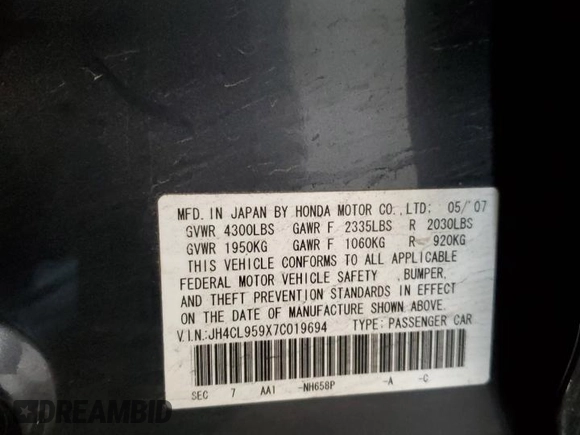 MFD. IN JAPAN BY HONDA MOTOR CO.,LTD: 05/'07
GVWR 4300LBS GAWR F 2335LBS R 2030LBS
GVWR 1950KG GAWR F 1060KG R 920KG
THIS VEHICLE CONFORMS TO ALL APPLICABLE
FEDERAL MOTOR VEHICLE SAFETY ,BUMPER,
AND THEFT PREVENTION STANDARDS IN EFFECT
ON THE DATE OF MANUFACTURE SHOWN ABOVE.
V.I.N.:JH4CL959X7C019694 TYPE: PASSENGER CAR
SEC 7 AA1 -NH658P -A -C
DREAMBID